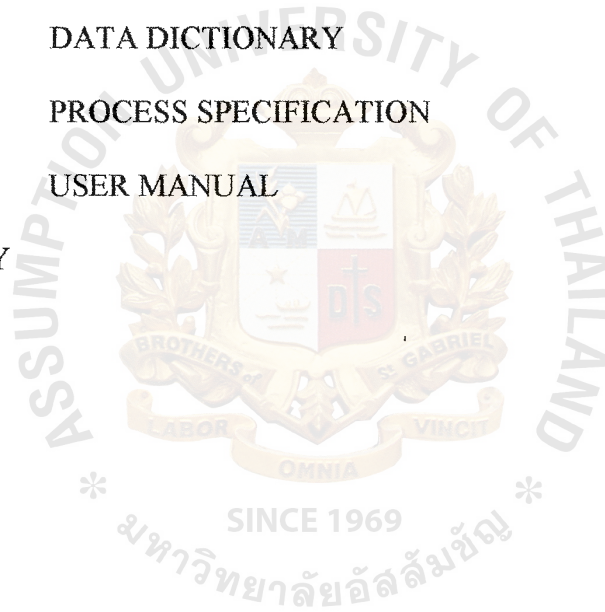 DATA DICTIONARY
PROCESS SPECIFICATION
USER MANUAL
Y
ASSUMPTION UNIVERSITY OF THAILAND
A M
D S
BROTHERS of St GABRIEL
LABOR
VINCIT
OMNIA
* *
SINCE 1969
มหาวิทยาลัยอัสสัมชัญ